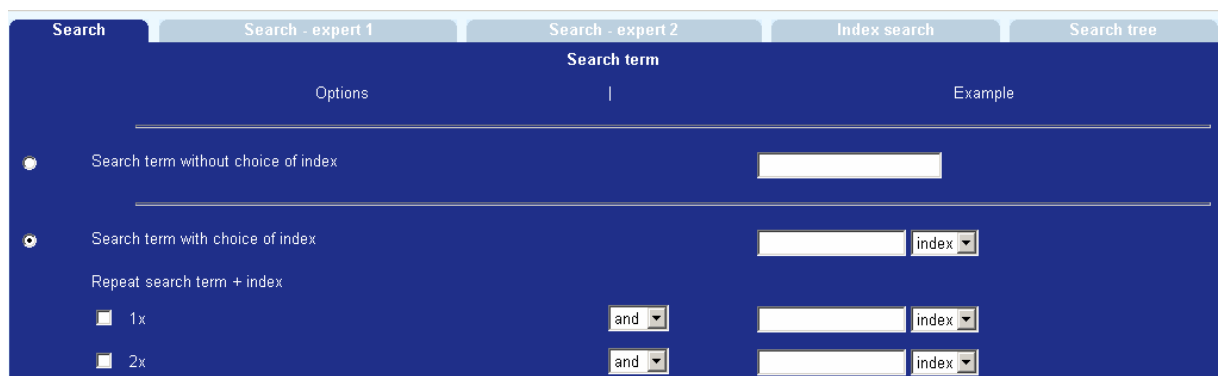 Search Search - expert 1 Search - expert 2 Index search Search tree
Search term
Options | Example
Search term without choice of index
Search term with choice of index index
Repeat search term + index
1x and index
2x and index